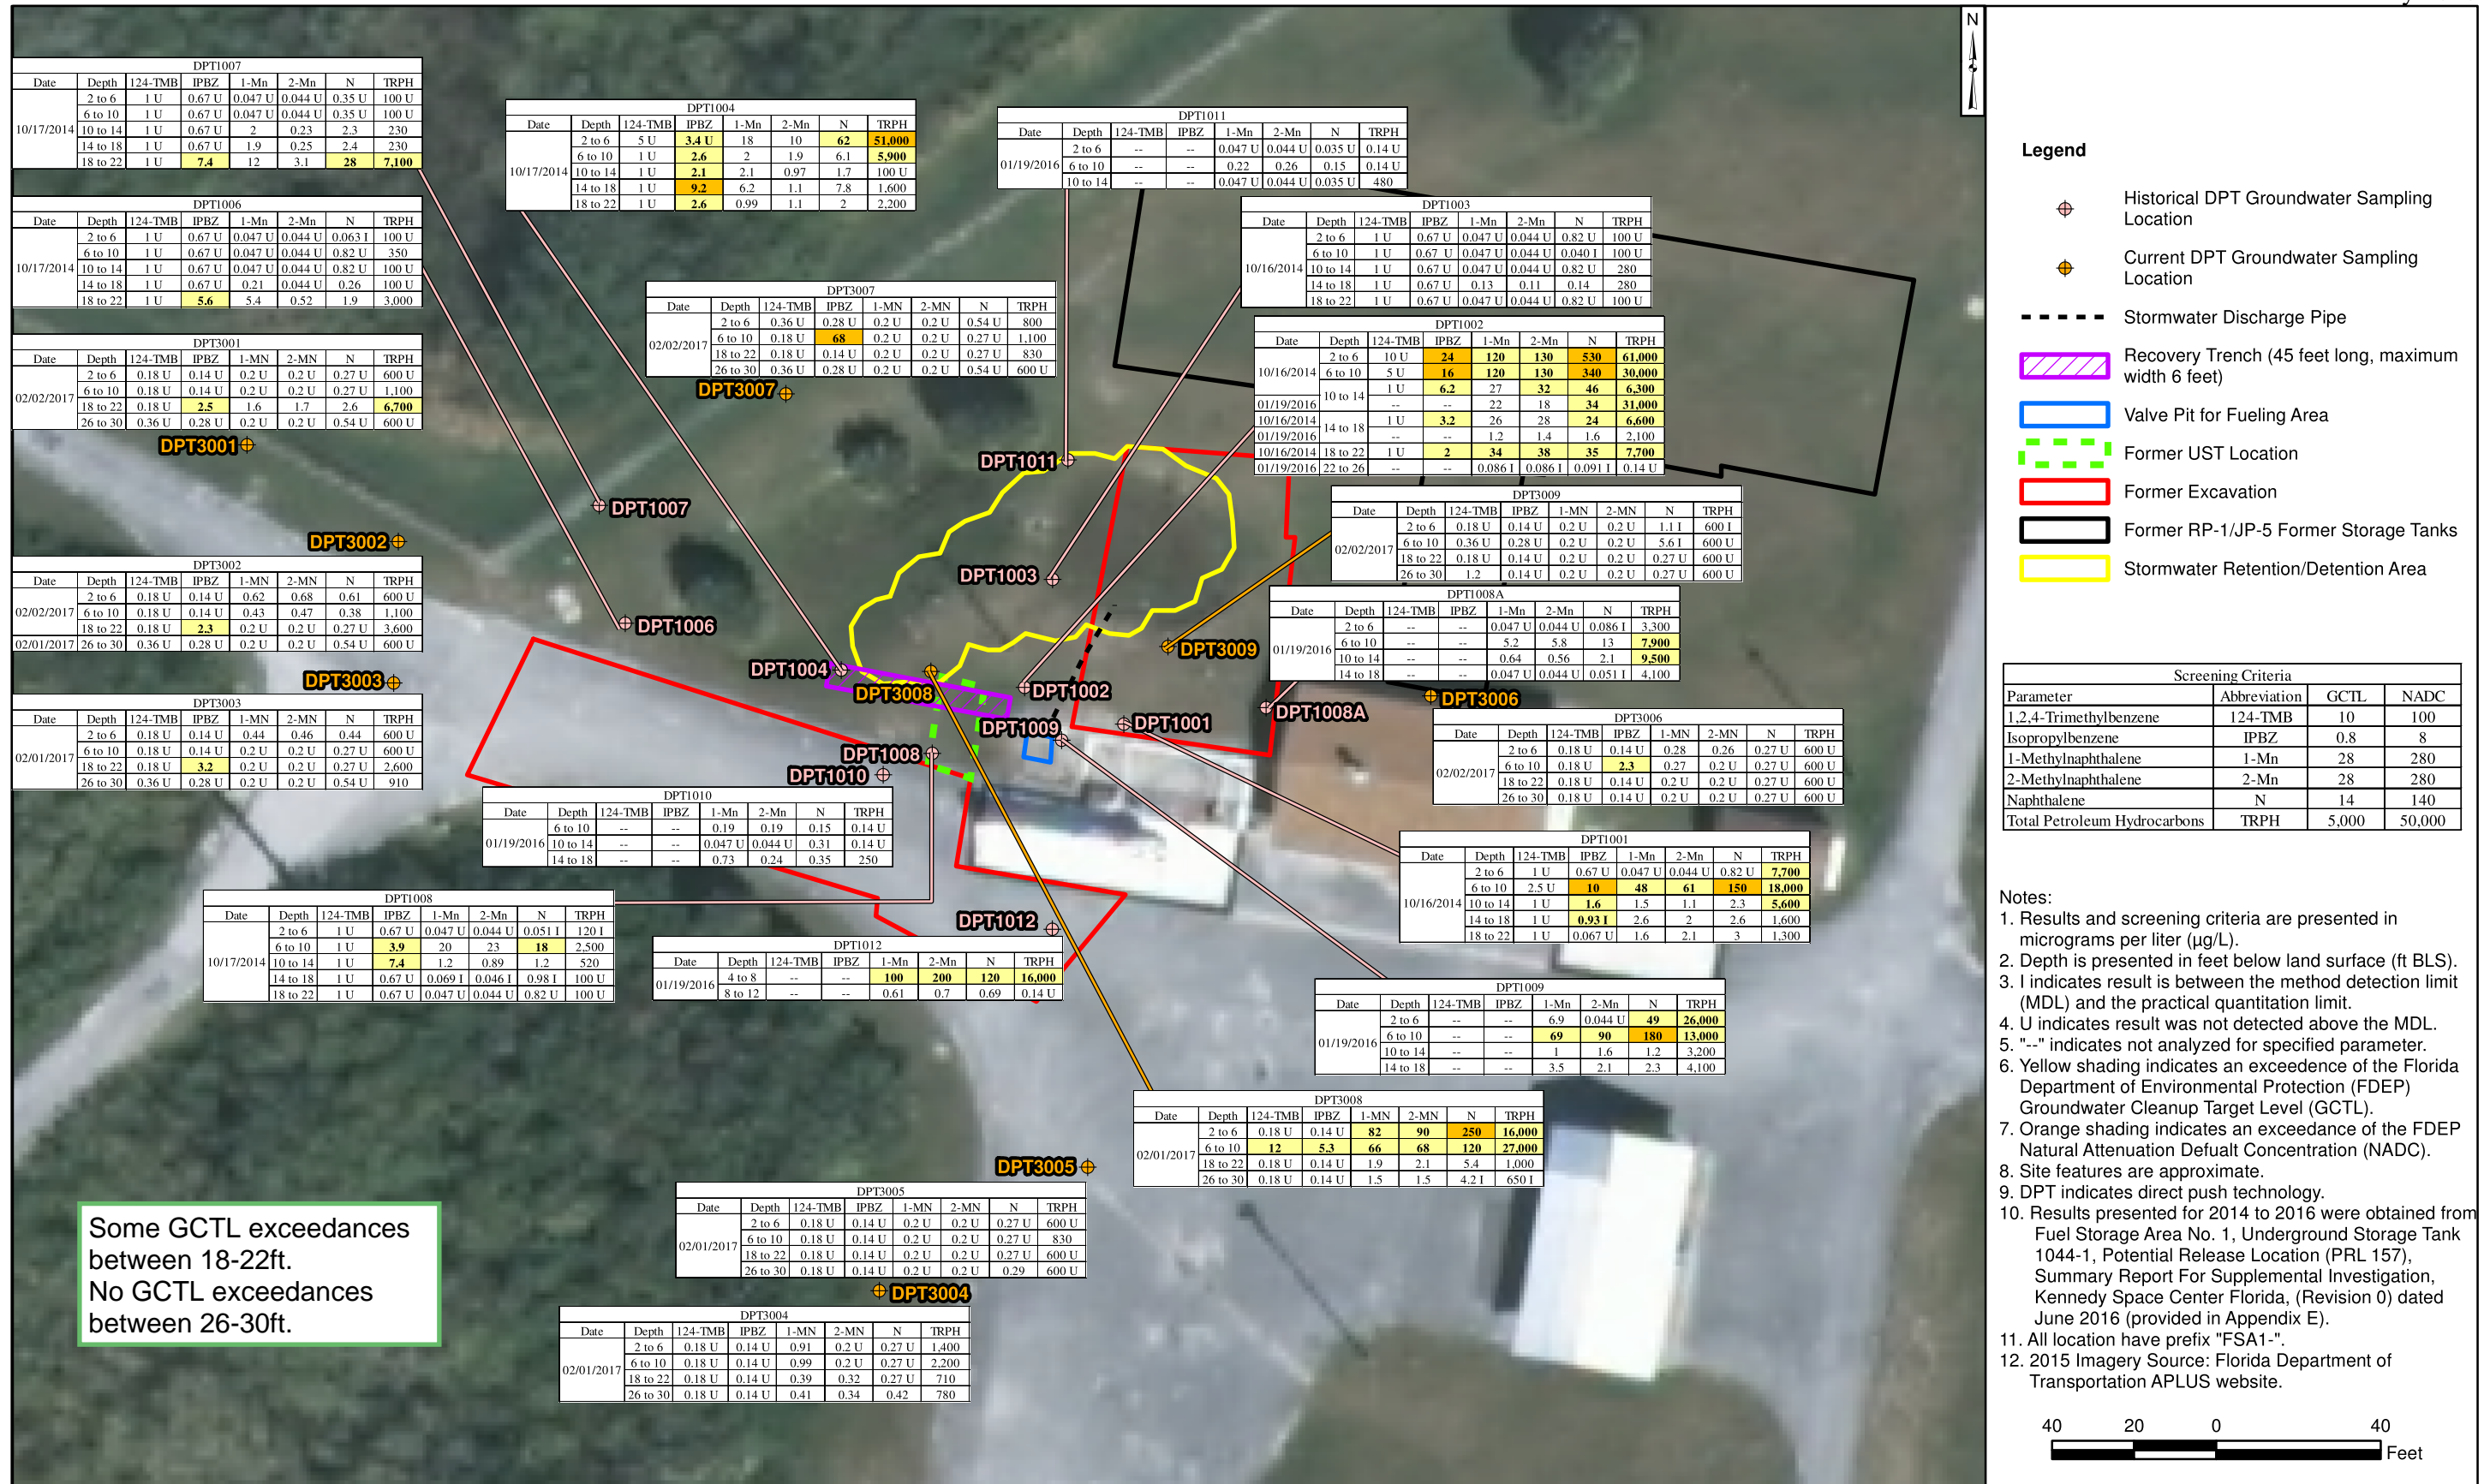 N
DPT1007
Date Depth 124-TMB IPBZ 1-Mn 2-Mn N TRPH
10/17/2014
2 to 6 1 U 0.67 U 0.047 U 0.044 U 0.35 U 100 U
6 to 10 1 U 0.67 U 0.047 U 0.044 U 0.35 U 100 U
10 to 14 1 U 0.67 U 2 0.23 2.3 230
14 to 18 1 U 0.67 U 1.9 0.25 2.4 230
18 to 22 1 U 7.4 12 3.1 28 7,100
DPT1006
Date Depth 124-TMB IPBZ 1-Mn 2-Mn N TRPH
10/17/2014
2 to 6 1 U 0.67 U 0.047 U 0.044 U 0.063 I 100 U
6 to 10 1 U 0.67 U 0.047 U 0.044 U 0.82 U 350
10 to 14 1 U 0.67 U 0.047 U 0.044 U 0.82 U 100 U
14 to 18 1 U 0.67 U 0.21 0.044 U 0.26 100 U
18 to 22 1 U 5.6 5.4 0.52 1.9 3,000
DPT3001
Date Depth 124-TMB IPBZ 1-MN 2-MN N TRPH
02/02/2017
2 to 6 0.18 U 0.14 U 0.2 U 0.2 U 0.27 U 600 U
6 to 10 0.18 U 0.14 U 0.2 U 0.2 U 0.27 U 1,100
18 to 22 0.18 U 2.5 1.6 1.7 2.6 6,700
26 to 30 0.36 U 0.28 U 0.2 U 0.2 U 0.54 U 600 U
DPT3001
DPT3002
DPT3002
Date Depth 124-TMB IPBZ 1-MN 2-MN N TRPH
02/02/2017
2 to 6 0.18 U 0.14 U 0.62 0.68 0.61 600 U
6 to 10 0.18 U 0.14 U 0.43 0.47 0.38 1,100
18 to 22 0.18 U 2.3 0.2 U 0.2 U 0.27 U 3,600
02/01/2017 26 to 30 0.36 U 0.28 U 0.2 U 0.2 U 0.54 U 600 U
DPT3003
DPT3003
Date Depth 124-TMB IPBZ 1-MN 2-MN N TRPH
02/01/2017
2 to 6 0.18 U 0.14 U 0.44 0.46 0.44 600 U
6 to 10 0.18 U 0.14 U 0.2 U 0.2 U 0.27 U 600 U
18 to 22 0.18 U 3.2 0.2 U 0.2 U 0.27 U 2,600
26 to 30 0.36 U 0.28 U 0.2 U 0.2 U 0.54 U 910
DPT1004
Date Depth 124-TMB IPBZ 1-Mn 2-Mn N TRPH
10/17/2014
2 to 6 5 U 3.4 U 18 10 62 51,000
6 to 10 1 U 2.6 2 1.9 6.1 5,900
10 to 14 1 U 2.1 2.1 0.97 1.7 100 U
14 to 18 1 U 9.2 6.2 1.1 7.8 1,600
18 to 22 1 U 2.6 0.99 1.1 2 2,200
DPT3007
Date Depth 124-TMB IPBZ 1-MN 2-MN N TRPH
02/02/2017
2 to 6 0.36 U 0.28 U 0.2 U 0.2 U 0.54 U 800
6 to 10 0.18 U 68 0.2 U 0.2 U 0.27 U 1,100
18 to 22 0.18 U 0.14 U 0.2 U 0.2 U 0.27 U 830
26 to 30 0.36 U 0.28 U 0.2 U 0.2 U 0.54 U 600 U
DPT3007
DPT1011
Date Depth 124-TMB IPBZ 1-Mn 2-Mn N TRPH
01/19/2016
2 to 6 -- -- 0.047 U 0.044 U 0.035 U 0.14 U
6 to 10 -- -- 0.22 0.26 0.15 0.14 U
10 to 14 -- -- 0.047 U 0.044 U 0.035 U 480
DPT1003
Date Depth 124-TMB IPBZ 1-Mn 2-Mn N TRPH
10/16/2014
2 to 6 1 U 0.67 U 0.047 U 0.044 U 0.82 U 100 U
6 to 10 1 U 0.67 U 0.047 U 0.044 U 0.040 I 100 U
10 to 14 1 U 0.67 U 0.047 U 0.044 U 0.82 U 280
14 to 18 1 U 0.67 U 0.13 0.11 0.14 280
18 to 22 1 U 0.67 U 0.047 U 0.044 U 0.82 U 100 U
DPT1002
Date Depth 124-TMB IPBZ 1-Mn 2-Mn N TRPH
10/16/2014
2 to 6 10 U 24 120 130 530 61,000
6 to 10 5 U 16 120 130 340 30,000
10 to 14 1 U 6.2 27 32 46 6,300
01/19/2016 -- -- 22 18 34 31,000
10/16/2014 14 to 18 1 U 3.2 26 28 24 6,600
01/19/2016 -- -- 1.2 1.4 1.6 2,100
10/16/2014 18 to 22 1 U 2 34 38 35 7,700
01/19/2016 22 to 26 -- -- 0.086 I 0.086 I 0.091 I 0.14 U
DPT3009
Date Depth 124-TMB IPBZ 1-MN 2-MN N TRPH
02/02/2017
2 to 6 0.18 U 0.14 U 0.2 U 0.2 U 1.1 I 600 I
6 to 10 0.36 U 0.28 U 0.2 U 0.2 U 5.6 I 600 U
18 to 22 0.18 U 0.14 U 0.2 U 0.2 U 0.27 U 600 U
26 to 30 1.2 0.14 U 0.2 U 0.2 U 0.27 U 600 U
DPT1008A
Date Depth 124-TMB IPBZ 1-Mn 2-Mn N TRPH
01/19/2016
2 to 6 -- -- 0.047 U 0.044 U 0.086 I 3,300
6 to 10 -- -- 5.2 5.8 13 7,900
10 to 14 -- -- 0.64 0.56 2.1 9,500
14 to 18 -- -- 0.047 U 0.044 U 0.051 I 4,100
DPT1011
DPT1007
DPT1003
DPT1006
DPT3009
DPT1004
DPT3008
DPT1002
DPT3006
DPT1008A
DPT1001
DPT1009
DPT1008
DPT1010
DPT3006
Date Depth 124-TMB IPBZ 1-MN 2-MN N TRPH
02/02/2017
2 to 6 0.18 U 0.14 U 0.28 0.26 0.27 U 600 U
6 to 10 0.18 U 2.3 0.27 0.2 U 0.27 U 600 U
18 to 22 0.18 U 0.14 U 0.2 U 0.2 U 0.27 U 600 U
26 to 30 0.18 U 0.14 U 0.2 U 0.2 U 0.27 U 600 U
DPT1010
Date Depth 124-TMB IPBZ 1-Mn 2-Mn N TRPH
01/19/2016
6 to 10 -- -- 0.19 0.19 0.15 0.14 U
10 to 14 -- -- 0.047 U 0.044 U 0.31 0.14 U
14 to 18 -- -- 0.73 0.24 0.35 250
DPT1001
Date Depth 124-TMB IPBZ 1-Mn 2-Mn N TRPH
10/16/2014
2 to 6 1 U 0.67 U 0.047 U 0.044 U 0.82 U 7,700
6 to 10 2.5 U 10 48 61 150 18,000
10 to 14 1 U 1.6 1.5 1.1 2.3 5,600
14 to 18 1 U 0.93 I 2.6 2 2.6 1,600
18 to 22 1 U 0.067 U 1.6 2.1 3 1,300
DPT1008
Date Depth 124-TMB IPBZ 1-Mn 2-Mn N TRPH
10/17/2014
2 to 6 1 U 0.67 U 0.047 U 0.044 U 0.051 I 120 I
6 to 10 1 U 3.9 20 23 18 2,500
10 to 14 1 U 7.4 1.2 0.89 1.2 520
14 to 18 1 U 0.67 U 0.069 I 0.046 I 0.98 I 100 U
18 to 22 1 U 0.67 U 0.047 U 0.044 U 0.82 U 100 U
DPT1012
DPT1012
Date Depth 124-TMB IPBZ 1-Mn 2-Mn N TRPH
01/19/2016
4 to 8 -- -- 100 200 120 16,000
8 to 12 -- -- 0.61 0.7 0.69 0.14 U
DPT1009
Date Depth 124-TMB IPBZ 1-Mn 2-Mn N TRPH
01/19/2016
2 to 6 -- -- 6.9 0.044 U 49 26,000
6 to 10 -- -- 69 90 180 13,000
10 to 14 -- -- 1 1.6 1.2 3,200
14 to 18 -- -- 3.5 2.1 2.3 4,100
DPT3008
Date Depth 124-TMB IPBZ 1-MN 2-MN N TRPH
02/01/2017
2 to 6 0.18 U 0.14 U 82 90 250 16,000
6 to 10 12 5.3 66 68 120 27,000
18 to 22 0.18 U 0.14 U 1.9 2.1 5.4 1,000
26 to 30 0.18 U 0.14 U 1.5 1.5 4.2 I 650 I
DPT3005
DPT3005
Date Depth 124-TMB IPBZ 1-MN 2-MN N TRPH
02/01/2017
2 to 6 0.18 U 0.14 U 0.2 U 0.2 U 0.27 U 600 U
6 to 10 0.18 U 0.14 U 0.2 U 0.2 U 0.27 U 830
18 to 22 0.18 U 0.14 U 0.2 U 0.2 U 0.27 U 600 U
26 to 30 0.18 U 0.14 U 0.2 U 0.2 U 0.29 600 U
DPT3004
DPT3004
Date Depth 124-TMB IPBZ 1-MN 2-MN N TRPH
02/01/2017
2 to 6 0.18 U 0.14 U 0.91 0.2 U 0.27 U 1,400
6 to 10 0.18 U 0.14 U 0.99 0.2 U 0.27 U 2,200
18 to 22 0.18 U 0.14 U 0.39 0.32 0.27 U 710
26 to 30 0.18 U 0.14 U 0.41 0.34 0.42 780
Some GCTL exceedances
between 18-22ft.
No GCTL exceedances
between 26-30ft.
Legend
Historical DPT Groundwater Sampling
Location
Current DPT Groundwater Sampling
Location
Stormwater Discharge Pipe
Recovery Trench (45 feet long, maximum
width 6 feet)
Valve Pit for Fueling Area
Former UST Location
Former Excavation
Former RP-1/JP-5 Former Storage Tanks
Stormwater Retention/Detention Area
Screening Criteria
Parameter Abbreviation GCTL NADC
1,2,4-Trimethylbenzene 124-TMB 10 100
Isopropylbenzene IPBZ 0.8 8
1-Methylnaphthalene 1-Mn 28 280
2-Methylnaphthalene 2-Mn 28 280
Naphthalene N 14 140
Total Petroleum Hydrocarbons TRPH 5,000 50,000
Notes:
1. Results and screening criteria are presented in
micrograms per liter (µg/L).
2. Depth is presented in feet below land surface (ft BLS).
3. I indicates result is between the method detection limit
(MDL) and the practical quantitation limit.
4. U indicates result was not detected above the MDL.
5. "--" indicates not analyzed for specified parameter.
6. Yellow shading indicates an exceedence of the Florida
Department of Environmental Protection (FDEP)
Groundwater Cleanup Target Level (GCTL).
7. Orange shading indicates an exceedance of the FDEP
Natural Attenuation Defualt Concentration (NADC).
8. Site features are approximate.
9. DPT indicates direct push technology.
10. Results presented for 2014 to 2016 were obtained from
Fuel Storage Area No. 1, Underground Storage Tank
1044-1, Potential Release Location (PRL 157),
Summary Report For Supplemental Investigation,
Kennedy Space Center Florida, (Revision 0) dated
June 2016 (provided in Appendix E).
11. All location have prefix "FSA1-".
12. 2015 Imagery Source: Florida Department of
Transportation APLUS website.
40 20 0 40
Feet